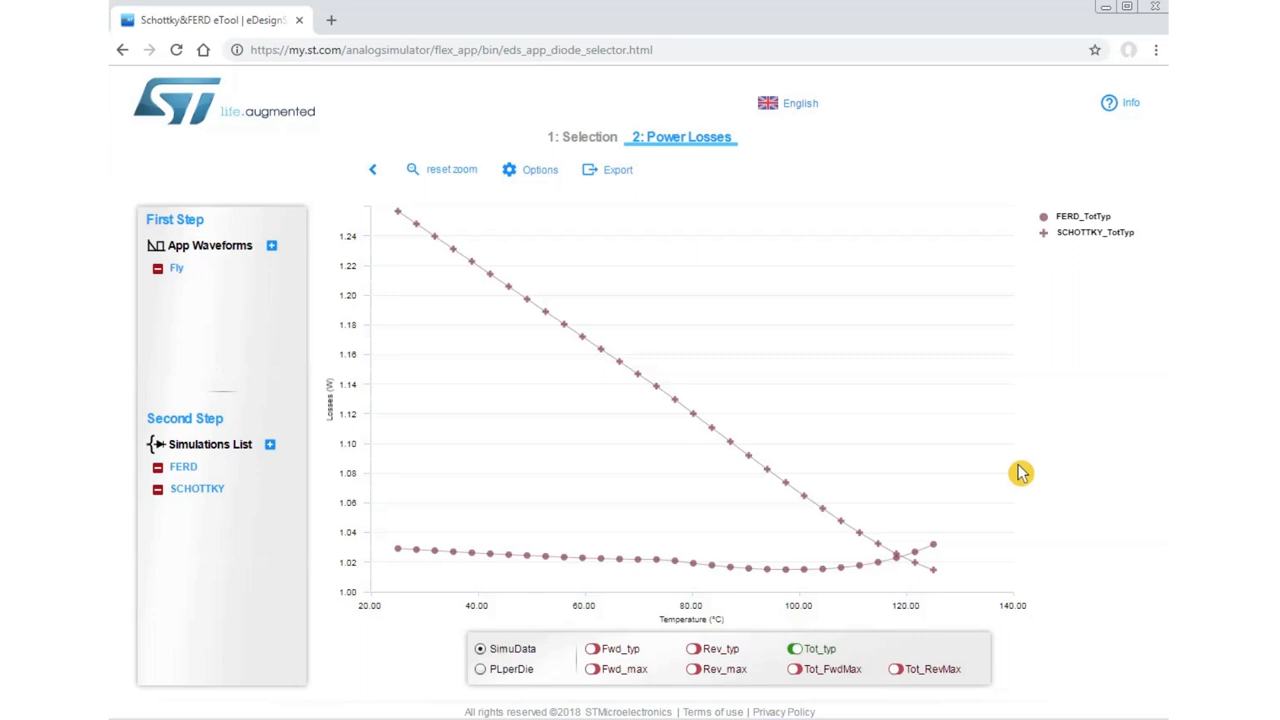 Schottky&FERD eTool | eDesignS
https://my.st.com/analogsimulator/flex_app/bin/eds_app_diode_selector.html
ST life.augmented
English
Info
1: Selection 2: Power Losses
reset zoom Options Export
First Step
App Waveforms
Fly
Second Step
Simulations List
FERD
SCHOTTKY
FERD_TotTyp
SCHOTTKY_TotTyp
1.24
1.22
1.20
1.18
1.16
1.14
1.12
1.10
1.08
1.06
1.04
1.02
1.00
Losses (W)
20.00 40.00 60.00 80.00 100.00 120.00 140.00
Temperature (°C)
SimuData Fwd_typ Rev_typ Tot_typ
PLperDie Fwd_max Rev_max Tot_FwdMax Tot_RevMax
All rights reserved ©2018 STMicroelectronics | Terms of use | Privacy Policy